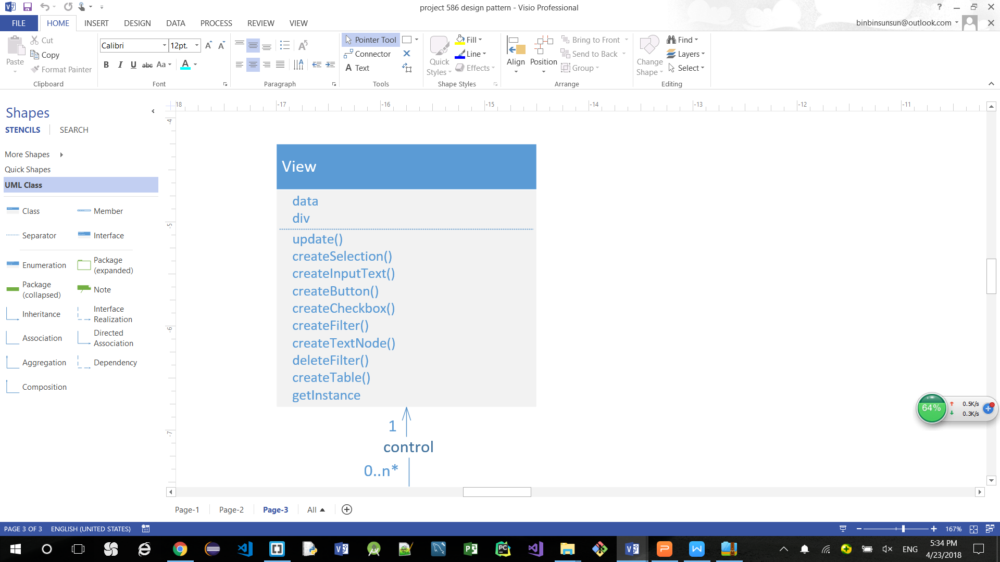 project 586 design pattern - Visio Professional
FILE HOME INSERT DESIGN DATA PROCESS REVIEW VIEW
binbinsunsun@outlook.com
Paste
Cut
Copy
Format Painter
Clipboard
Calibri 12pt.
B I U abc Aa A
Font
Paragraph
Pointer Tool
Connector
A Text
Tools
Quick Styles
Fill
Line
Effects
Shape Styles
Align
Position
Bring to Front
Send to Back
Group
Arrange
Change Shape
Find
Layers
Select
Editing
Shapes
STENCILS SEARCH
More Shapes
Quick Shapes
UML Class
Class Member
Separator Interface
Enumeration Package (expanded)
Package (collapsed) Note
Inheritance Interface Realization
Association Directed Association
Aggregation Dependency
Composition
18 -17 -16 -15 -14 -13 -12 -11
-4
-5
-6
-7
View
data
div
update()
createSelection()
createInputText()
createButton()
createCheckbox()
createFilter()
createTextNode()
deleteFilter()
createTable()
getInstance
1
control
0..n*
64% 0.5K/s
0.3K/s
Page-1 Page-2 Page-3 All
PAGE 3 OF 3 ENGLISH (UNITED STATES) 167%
ENG 5:34 PM
4/23/2018